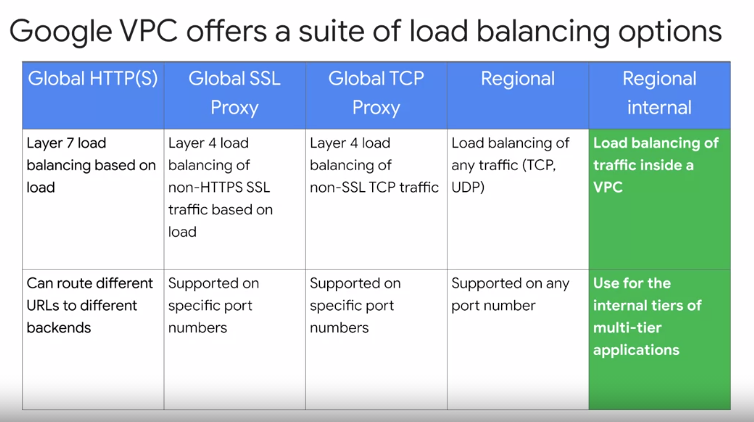 Google VPC offers a suite of load balancing options
Global HTTP(S)
Global SSL
Proxy
Global TCP
Proxy
Regional
Regional
internal
Layer 7 load
balancing based on
load
Layer 4 load
balancing of
non-HTTPS SSL
traffic based on
load
Layer 4 load
balancing of
non-SSL TCP traffic
Load balancing of
any traffic (TCP,
UDP)
Load balancing of
traffic inside a
VPC
Can route different
URLs to different
backends
Supported on
specific port
numbers
Supported on
specific port
numbers
Supported on any
port number
Use for the
internal tiers of
multi-tier
applications